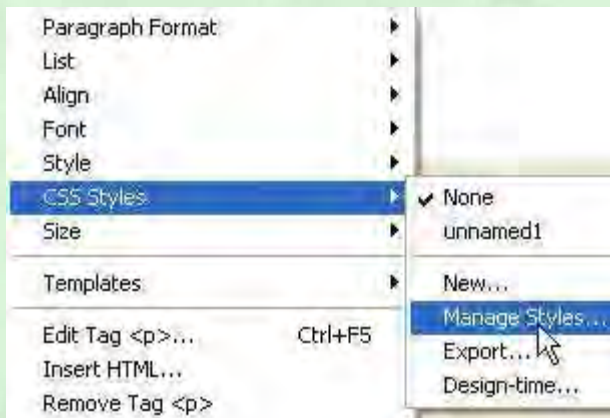 Paragraph Format
List
Align
Font
Style
CSS Styles
Size
Templates
Edit Tag <p>... Ctrl+F5
Insert HTML...
Remove Tag <p>
None
unnamed1
New...
Manage Styles...
Export...
Design-time...